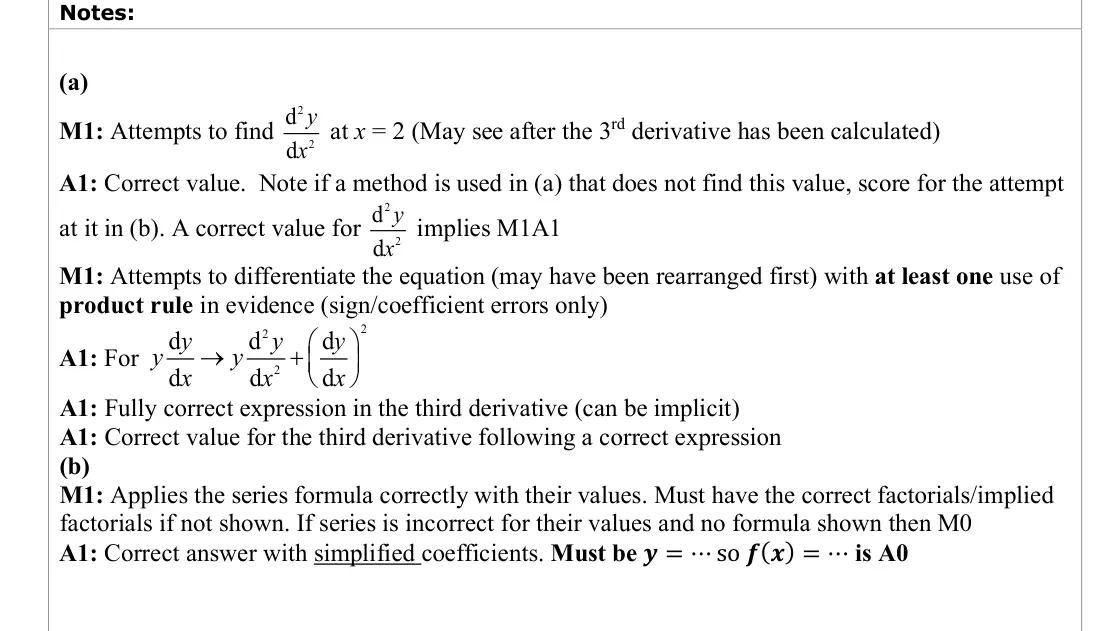 Notes:
(a)
M1: Attempts to find d²y/dx² at x = 2 (May see after the 3rd derivative has been calculated)
A1: Correct value.  Note if a method is used in (a) that does not find this value, score for the attempt
at it in (b). A correct value for d²y/dx² implies M1A1
M1: Attempts to differentiate the equation (may have been rearranged first) with at least one use of
product rule in evidence (sign/coefficient errors only)
A1: For y dy/dx → y d²y/dx² + (dy/dx)²
A1: Fully correct expression in the third derivative (can be implicit)
A1: Correct value for the third derivative following a correct expression
(b)
M1: Applies the series formula correctly with their values. Must have the correct factorials/implied
factorials if not shown. If series is incorrect for their values and no formula shown then M0
A1: Correct answer with simplified coefficients. Must be y = ⋯ so f(x) = ⋯ is A0